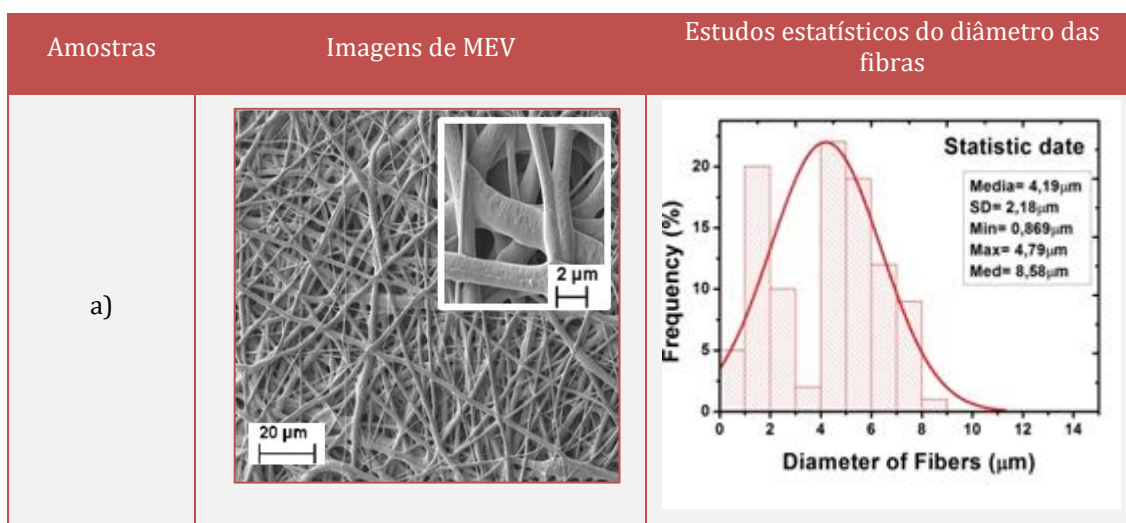 Amostras
Imagens de MEV
Estudos estatísticos do diâmetro das
fibras
a)
2 µm
20 µm
Statistic date
Media= 4,19µm
SD= 2,18µm
Min= 0,869µm
Max= 4,79µm
Med= 8,58µm
Frequency (%)
20
15
10
5
0
0 2 4 6 8 10 12 14
Diameter of Fibers (µm)